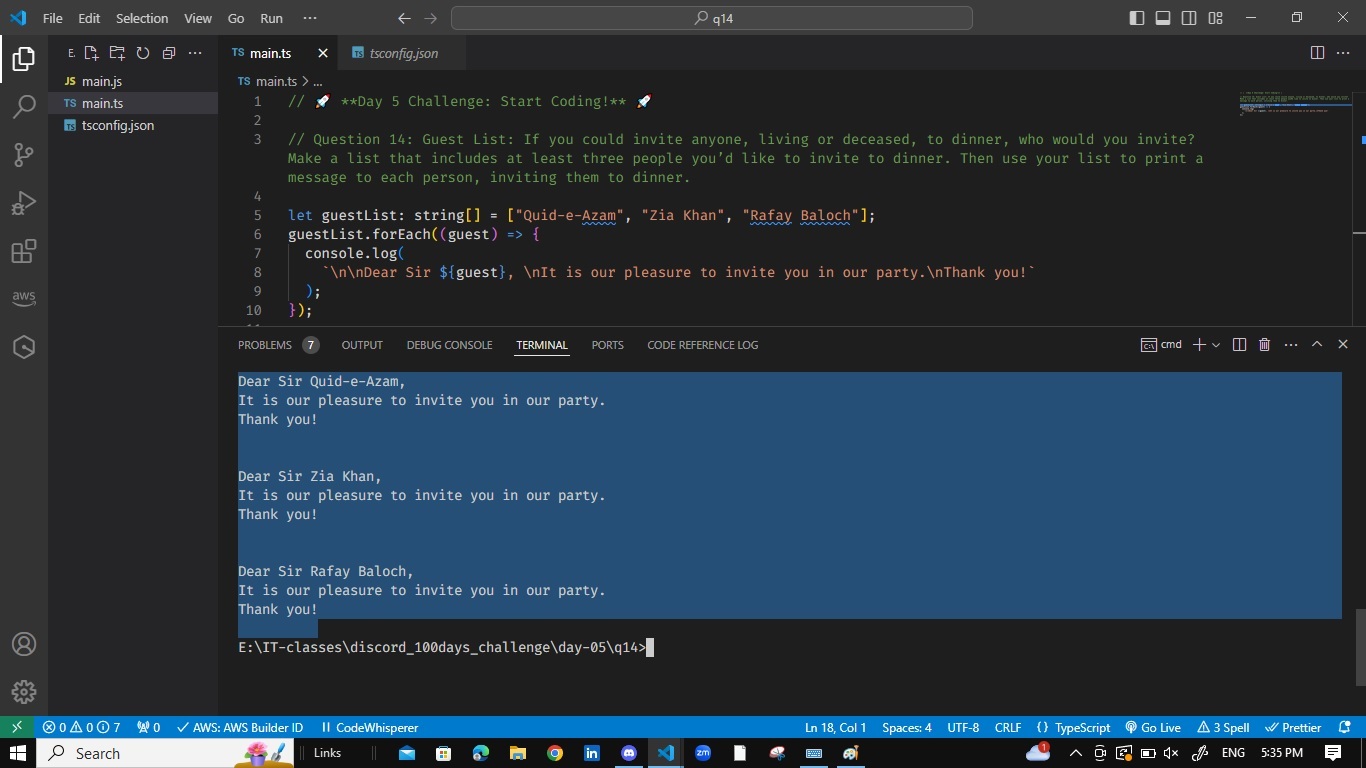 File Edit Selection View Go Run ··· q14
E. ···
JS main.js
TS main.ts
tsconfig.json
TS main.ts × TS tsconfig.json ···
TS main.ts > ...
1 // 🚀 **Day 5 Challenge: Start Coding!** 🚀
2
3 // Question 14: Guest List: If you could invite anyone, living or deceased, to dinner, who would you invite?
Make a list that includes at least three people you’d like to invite to dinner. Then use your list to print a
message to each person, inviting them to dinner.
4
5 let guestList: string[] = ["Quid-e-Azam", "Zia Khan", "Rafay Baloch"];
6 guestList.forEach((guest) => {
7 console.log(
8 `\n\nDear Sir ${guest}, \nIt is our pleasure to invite you in our party.\nThank you!`
9 );
10 });
11
PROBLEMS 7 OUTPUT DEBUG CONSOLE TERMINAL PORTS CODE REFERENCE LOG cmd ···
Dear Sir Quid-e-Azam,
It is our pleasure to invite you in our party.
Thank you!
Dear Sir Zia Khan,
It is our pleasure to invite you in our party.
Thank you!
Dear Sir Rafay Baloch,
It is our pleasure to invite you in our party.
Thank you!
E:\IT-classes\discord_100days_challenge\day-05\q14>
aws
0 0 7 0 AWS: AWS Builder ID CodeWhisperer Ln 18, Col 1 Spaces: 4 UTF-8 CRLF {} TypeScript Go Live 3 Spell Prettier
Search Links in zm 1 ENG 5:35 PM